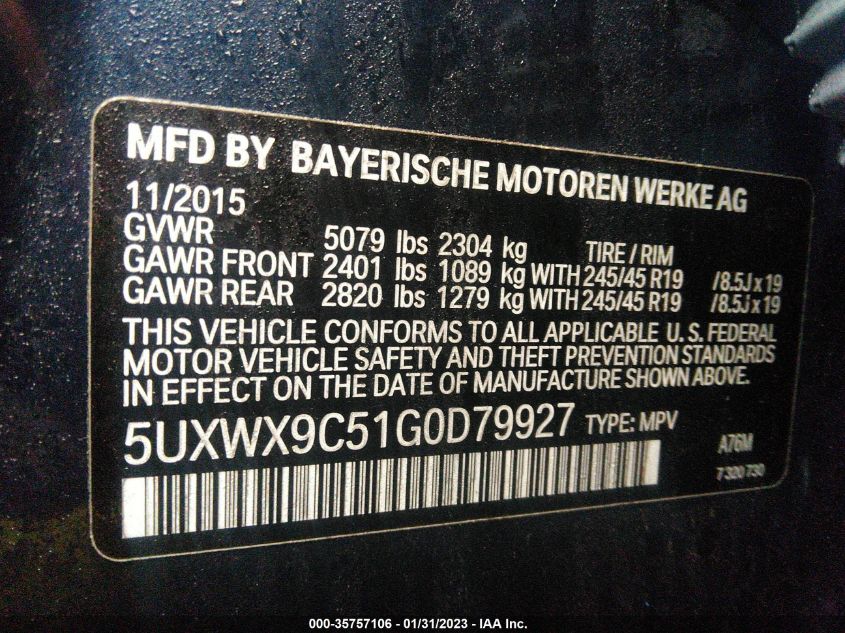 MFD BY BAYERISCHE MOTOREN WERKE AG
11/2015
GVWR 5079 lbs 2304 kg TIRE / RIM
GAWR FRONT 2401 lbs 1089 kg WITH 245/45 R19 /8.5J x 19
GAWR REAR 2820 lbs 1279 kg WITH 245/45 R19 /8.5J x 19
THIS VEHICLE CONFORMS TO ALL APPLICABLE U. S. FEDERAL
MOTOR VEHICLE SAFETY AND THEFT PREVENTION STANDARDS
IN EFFECT ON THE DATE OF MANUFACTURE SHOWN ABOVE.
5UXWX9C51G0D79927 TYPE: MPV
A76M
7 320 730
000-35757106 - 01/31/2023 - IAA Inc.